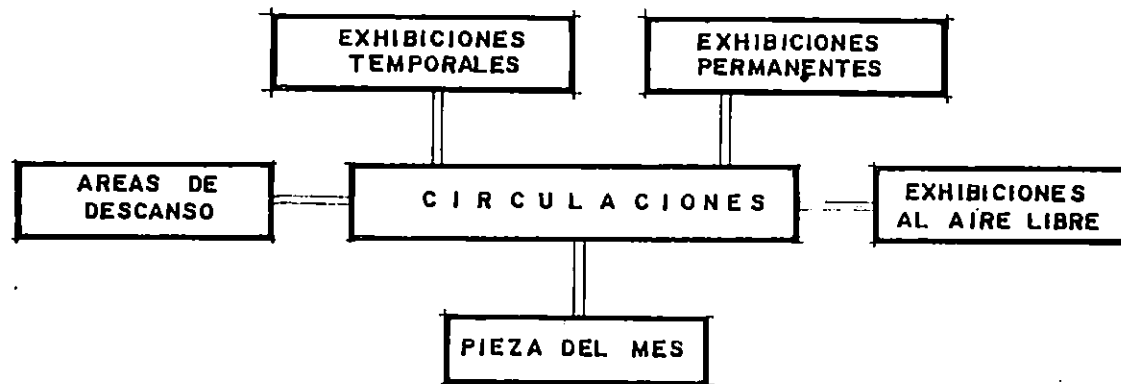 EXHIBICIONES
TEMPORALES
EXHIBICIONES
PERMANENTES
AREAS DE
DESCANSO
CIRCULACIONES
EXHIBICIONES
AL AIRE LIBRE
PIEZA DEL MES